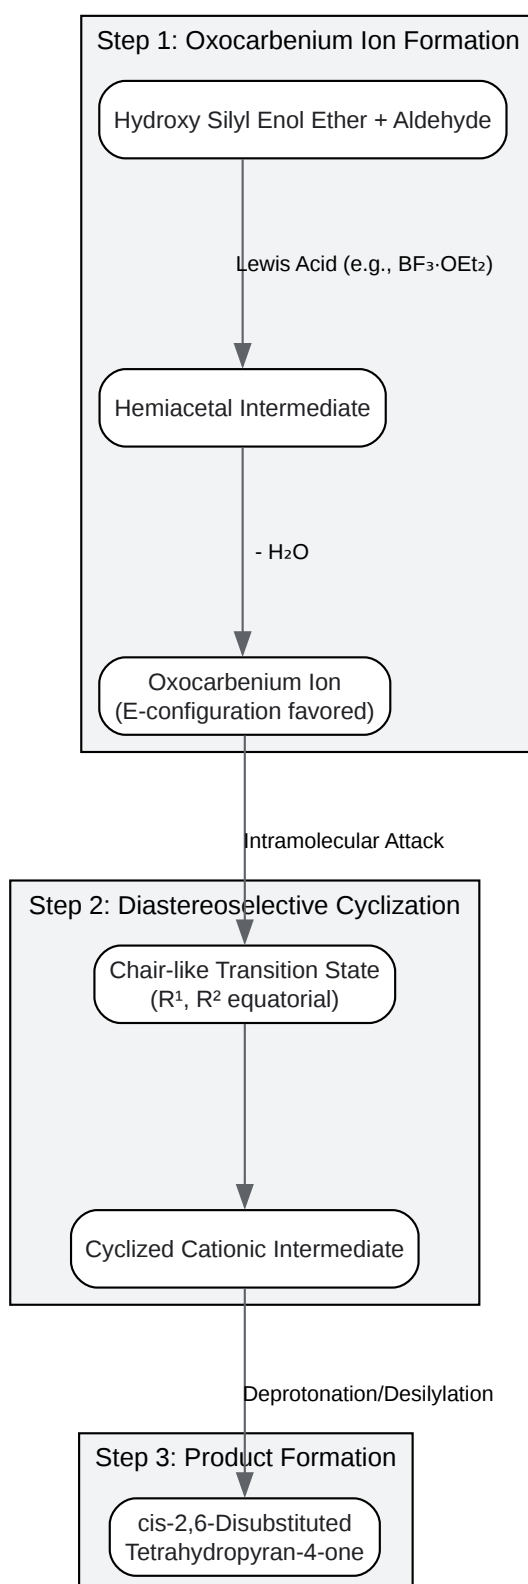 Step 1: Oxocarbenium Ion Formation
Hydroxy Silyl Enol Ether + Aldehyde
Lewis Acid (e.g., BF₃·OEt₂)
Hemiacetal Intermediate
- H₂O
Oxocarbenium Ion
(E-configuration favored)
Intramolecular Attack
Step 2: Diastereoselective Cyclization
Chair-like Transition State
(R¹, R² equatorial)
Cyclized Cationic Intermediate
Deprotonation/Desilylation
Step 3: Product Formation
cis-2,6-Disubstituted
Tetrahydropyran-4-one